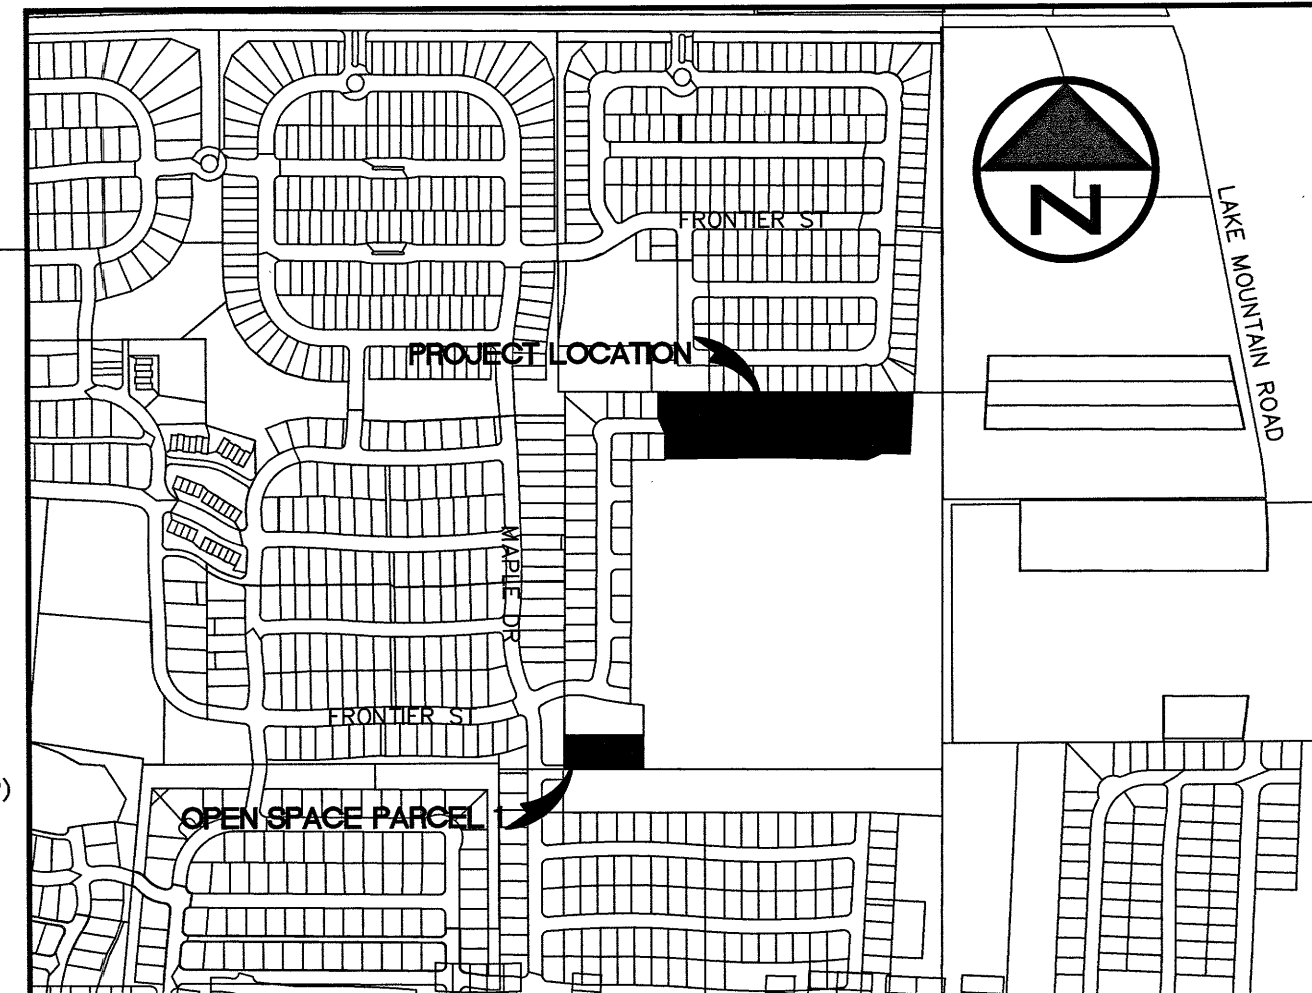 FRONTIER ST
N
LAKE MOUNTAIN ROAD
PROJECT LOCATION
MAPLE DR
FRONTIER ST
OPEN SPACE PARCEL 1
)